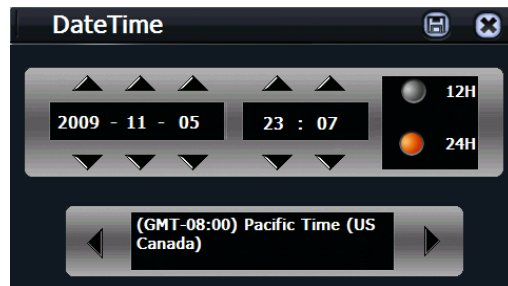 DateTime
12H
2009 - 11 - 05
23 : 07
24H
(GMT-08:00) Pacific Time (US
Canada)